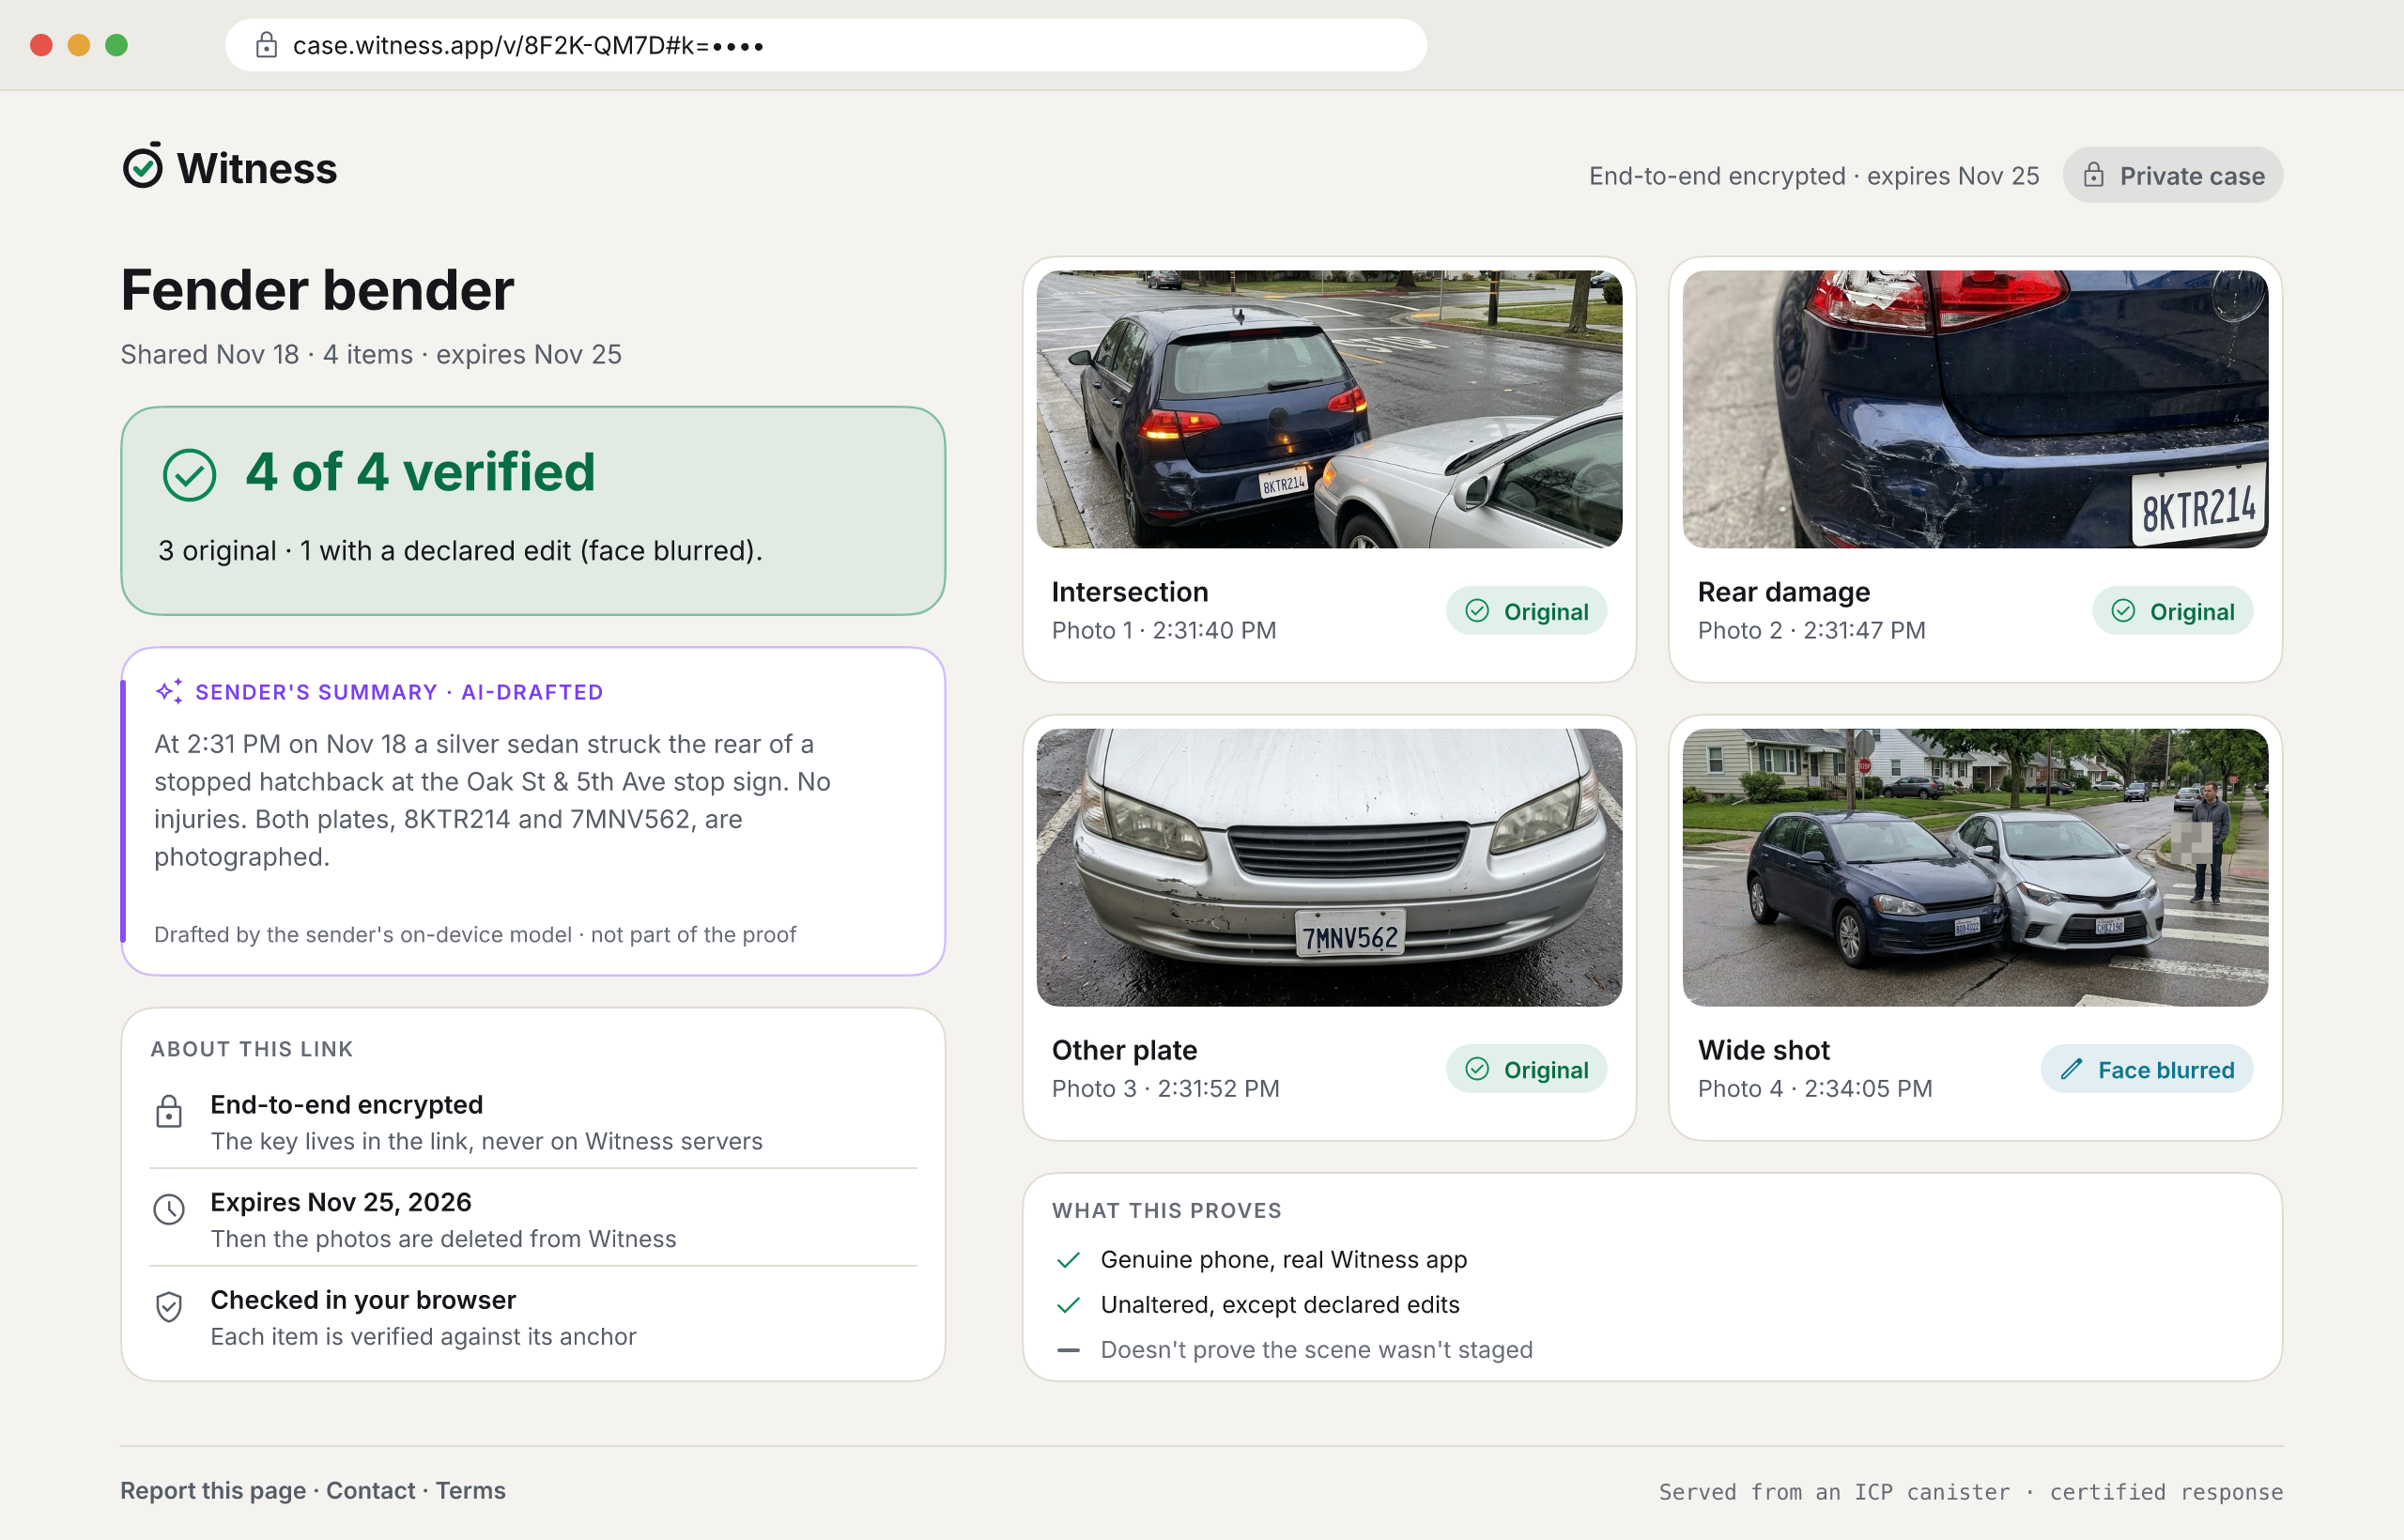 case.witness.app/v/8F2K-QM7D#k=••••
Witness
End-to-end encrypted · expires Nov 25
Private case
Fender bender
Shared Nov 18 · 4 items · expires Nov 25
4 of 4 verified
3 original · 1 with a declared edit (face blurred).
SENDER'S SUMMARY · AI-DRAFTED
At 2:31 PM on Nov 18 a silver sedan struck the rear of a
stopped hatchback at the Oak St & 5th Ave stop sign. No
injuries. Both plates, 8KTR214 and 7MNV562, are
photographed.
Drafted by the sender's on-device model · not part of the proof
ABOUT THIS LINK
End-to-end encrypted
The key lives in the link, never on Witness servers
Expires Nov 25, 2026
Then the photos are deleted from Witness
Checked in your browser
Each item is verified against its anchor
8KTR214
Intersection
Photo 1 · 2:31:40 PM
Original
8KTR214
Rear damage
Photo 2 · 2:31:47 PM
Original
7MNV562
Other plate
Photo 3 · 2:31:52 PM
Original
STOP
Wide shot
Photo 4 · 2:34:05 PM
Face blurred
WHAT THIS PROVES
Genuine phone, real Witness app
Unaltered, except declared edits
Doesn't prove the scene wasn't staged
Report this page · Contact · Terms
Served from an ICP canister · certified response